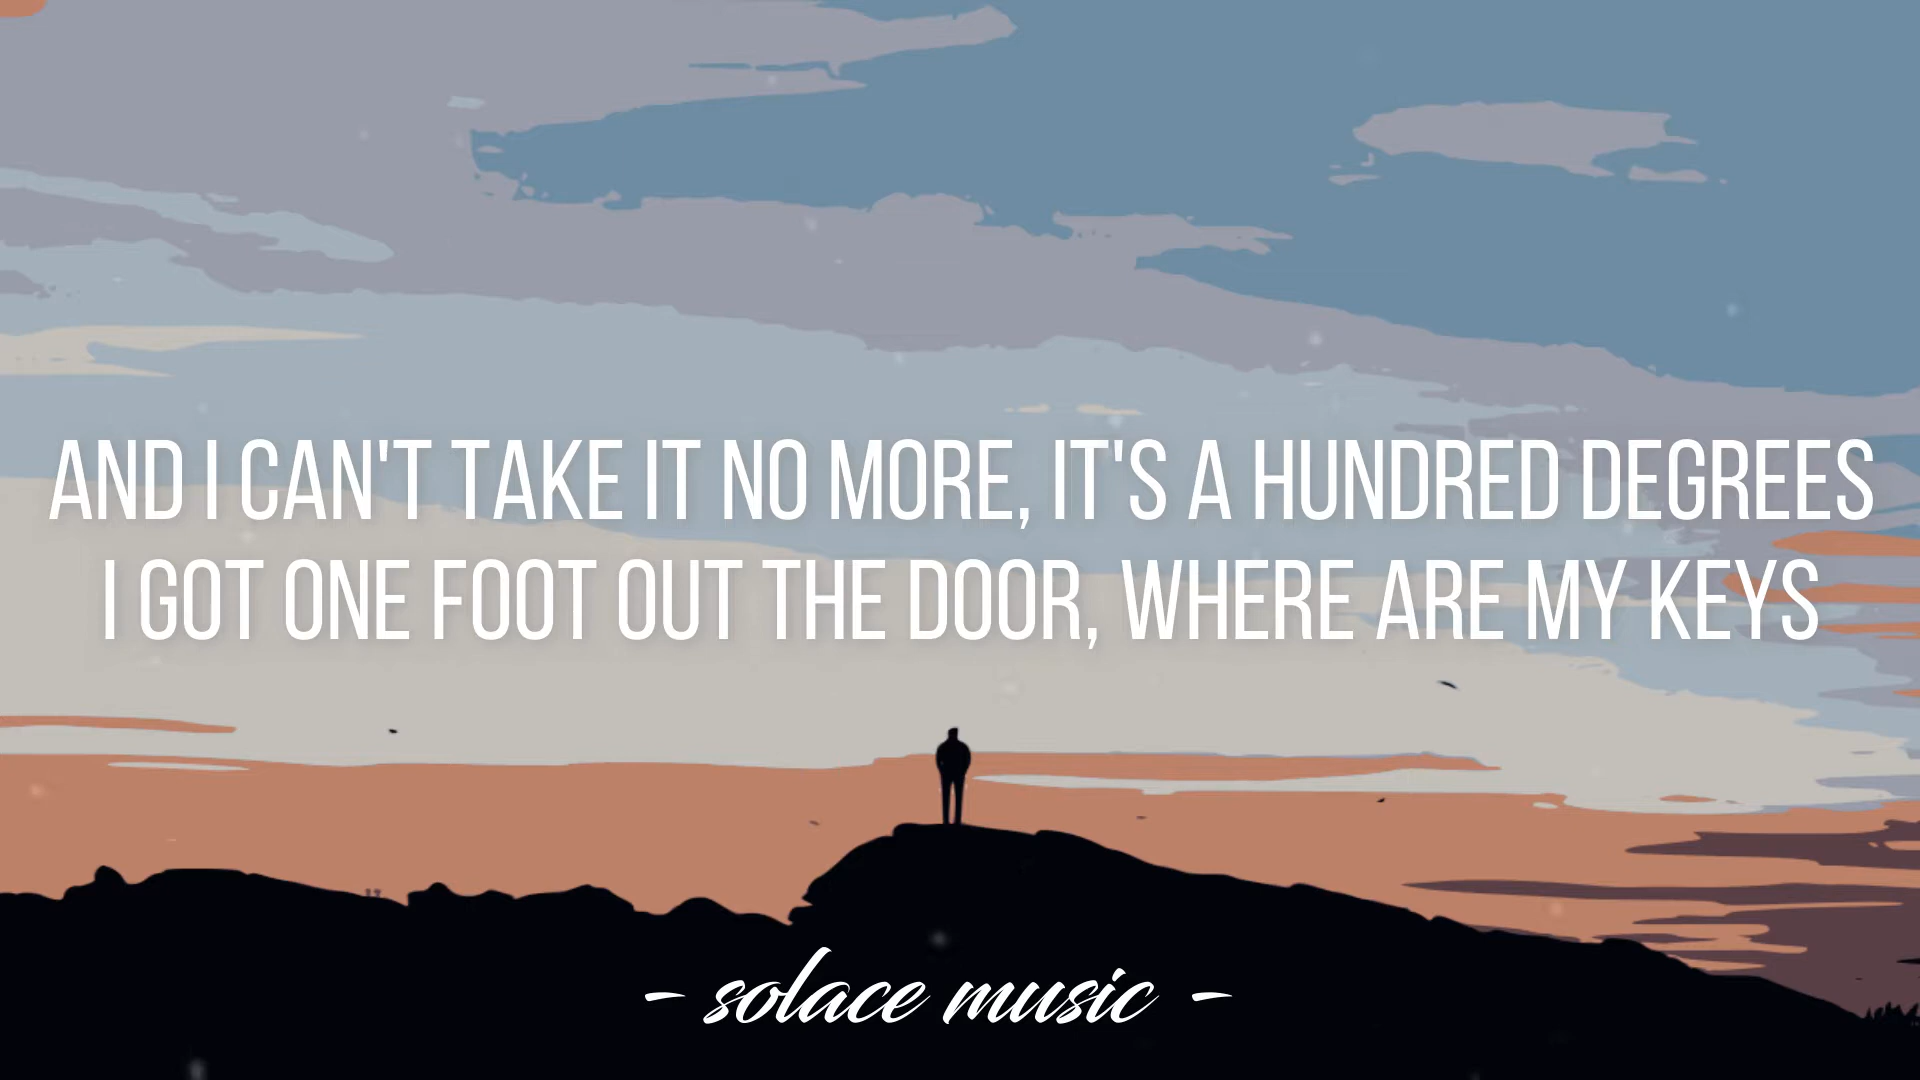 AND I CAN'T TAKE IT NO MORE, IT'S A HUNDRED DEGREES
I GOT ONE FOOT OUT THE DOOR, WHERE ARE MY KEYS
- solace music -